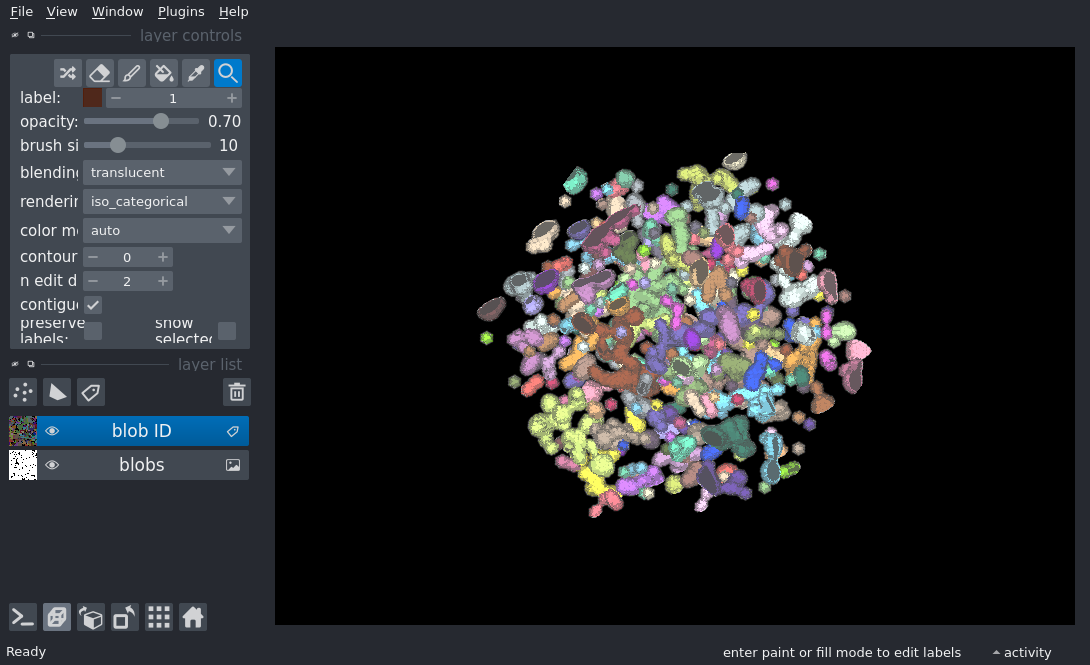 File View Window Plugins Help
layer controls
label: 1
opacity: 0.70
brush si 10
blending translucent
renderin iso_categorical
color m auto
contour 0
n edit d 2
contigu
preserve labels: show selected
layer list
blob ID
blobs
Ready
enter paint or fill mode to edit labels activity